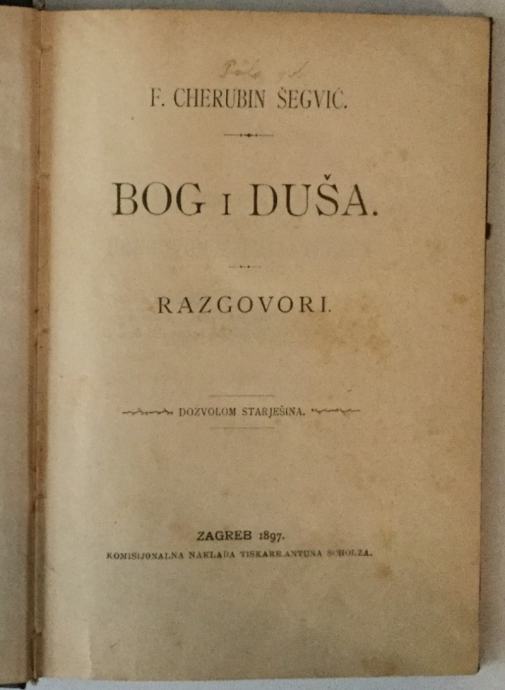 F. CHERUBIN ŠEGVIĆ.
BOG I DUŠA.
RAZGOVORI.
DOZVOLOM STARJEŠINA.
ZAGREB 1897.
KOMISIJONALNA NAKLADA TISKARE ANTUNA SCHOLZA.